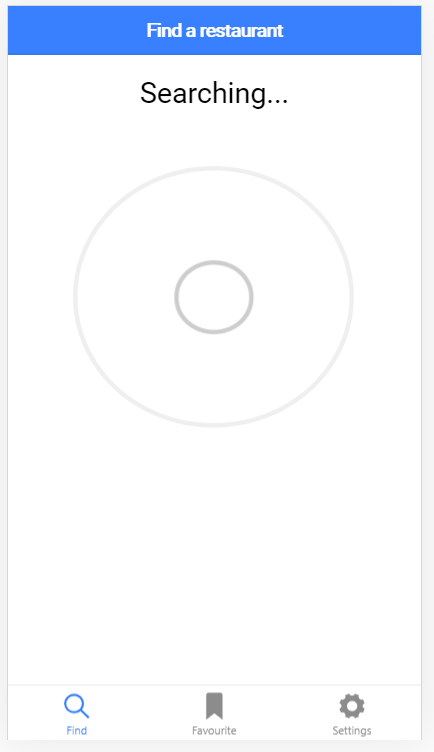 Find a restaurant
Searching...
Find
Favourite
Settings